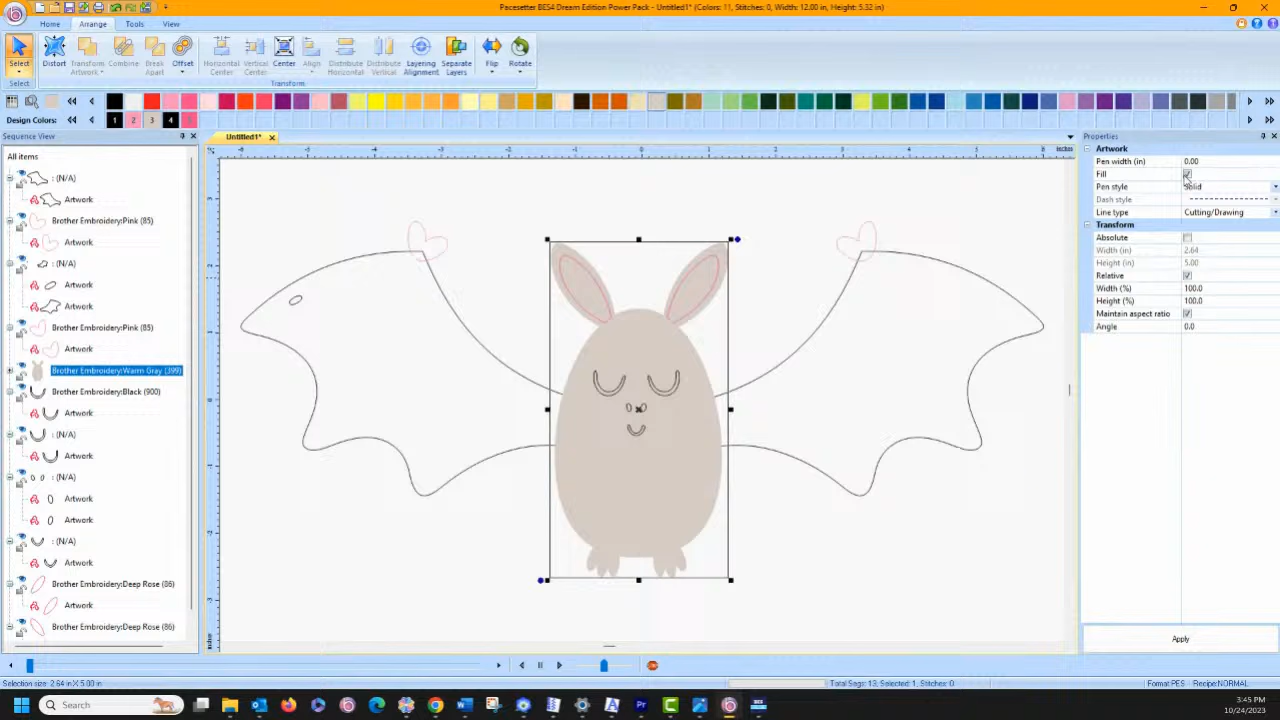 Pacesetter BES4 Dream Edition Power Pack - Untitled1* (Colors: 11, Stitches: 0, Width: 12.00 in, Height: 5.32 in)
Home Arrange Tools View
Select Distort Transform Artwork Combine Break Apart Offset Horizontal Center Vertical Center Center Align Distribute Horizontal Distribute Vertical Layering Alignment Separate Layers Flip Rotate
Select Transform
Design Colors: 1 2 3 4
Sequence View
Untitled1*
Properties
All items
: (N/A)
Artwork
Brother Embroidery:Pink (85)
Artwork
: (N/A)
Artwork
Artwork
Brother Embroidery:Pink (85)
Artwork
Brother Embroidery:Warm Gray (399)
Brother Embroidery:Black (900)
Artwork
: (N/A)
Artwork
: (N/A)
Artwork
Artwork
: (N/A)
Artwork
Brother Embroidery:Deep Rose (86)
Artwork
Brother Embroidery:Deep Rose (86)
Inches
Artwork
Pen width (in) 0.00
Fill
Pen style Solid
Dash style
Line type Cutting/Drawing
Transform
Absolute
Width (in) 2.64
Height (in) 5.00
Relative
Width (%) 100.0
Height (%) 100.0
Maintain aspect ratio
Angle 0.0
Apply
Selection size: 2.64 in X 5.00 in
Total Segs: 13, Selected: 1, Stitches: 0
Format:PES Recipe:NORMAL
Search
3:45 PM
10/24/2023